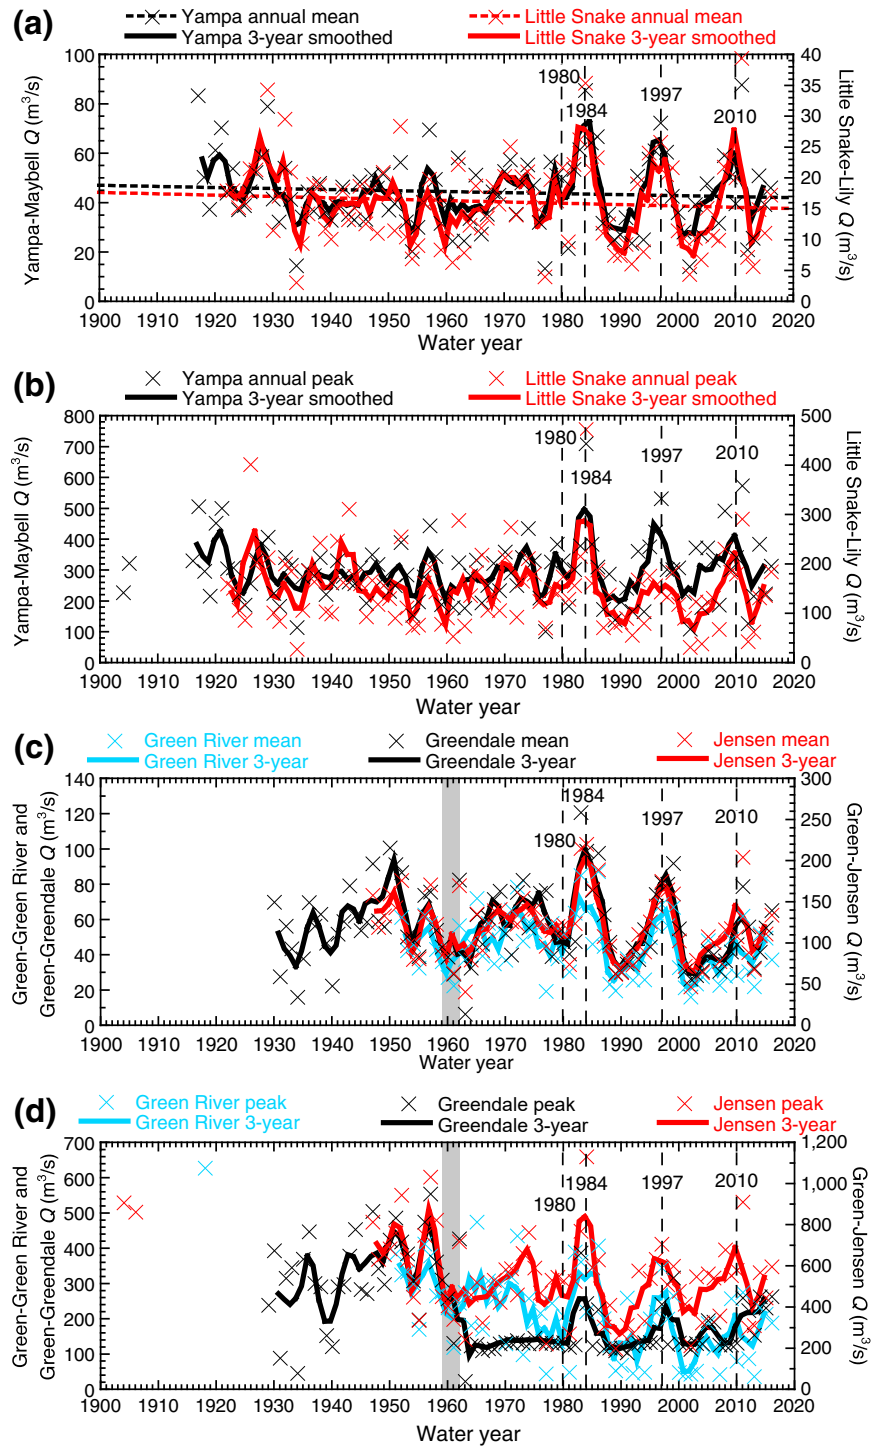 (a)
Yampa annual mean
Little Snake annual mean
Yampa 3-year smoothed
Little Snake 3-year smoothed
Yampa-Maybell Q (m³/s)
Little Snake-Lily Q (m³/s)
100
80
60
40
20
0
40
35
30
25
20
15
10
5
0
1980
1984
1997
2010
1900 1910 1920 1930 1940 1950 1960 1970 1980 1990 2000 2010 2020
Water year
(b)
Yampa annual peak
Little Snake annual peak
Yampa 3-year smoothed
Little Snake 3-year smoothed
Yampa-Maybell Q (m³/s)
Little Snake-Lily Q (m³/s)
800
700
600
500
400
300
200
100
0
500
400
300
200
100
0
1980
1984
1997
2010
1900 1910 1920 1930 1940 1950 1960 1970 1980 1990 2000 2010 2020
Water year
(c)
Green River mean
Greendale mean
Jensen mean
Green River 3-year
Greendale 3-year
Jensen 3-year
Green-Green River and
Green-Greendale Q (m³/s)
Green-Jensen Q (m³/s)
140
120
100
80
60
40
20
0
300
250
200
150
100
50
0
1984
1980
1997
2010
1900 1910 1920 1930 1940 1950 1960 1970 1980 1990 2000 2010 2020
Water year
(d)
Green River peak
Greendale peak
Jensen peak
Green River 3-year
Greendale 3-year
Jensen 3-year
Green-Green River and
Green-Greendale Q (m³/s)
Green-Jensen Q (m³/s)
700
600
500
400
300
200
100
0
1,200
1,000
800
600
400
200
0
1984
1980
1997
2010
1900 1910 1920 1930 1940 1950 1960 1970 1980 1990 2000 2010 2020
Water year